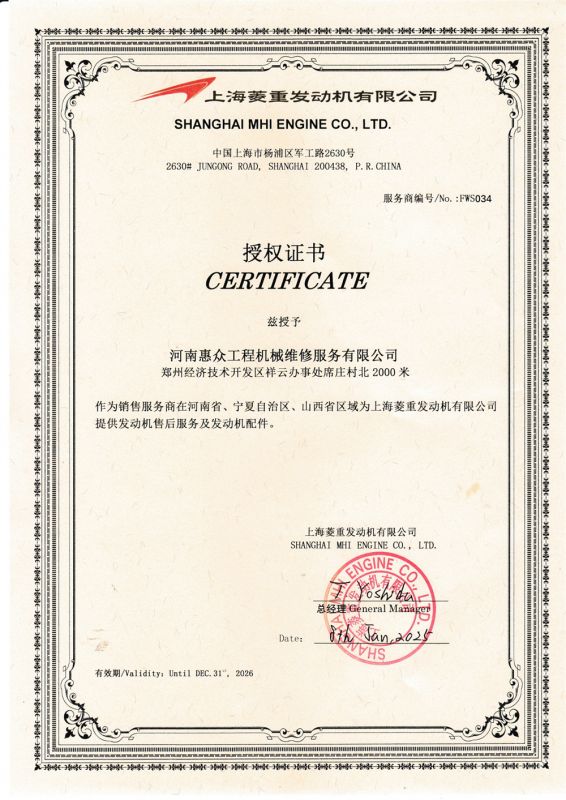 上海菱重发动机有限公司
SHANGHAI MHI ENGINE CO., LTD.
中国上海市杨浦区军工路2630号
2630# JUNGONG ROAD, SHANGHAI 200438, P.R.CHINA
服务商编号/No.:FWS034
授权证书
CERTIFICATE
兹授予
河南惠众工程机械维修服务有限公司
郑州经济技术开发区祥云办事处席庄村北 2000 米
作为销售服务商在河南省、宁夏自治区、山西省区域为上海菱重发动机有限公司
提供发动机售后服务及发动机配件。
上海菱重发动机有限公司
SHANGHAI MHI ENGINE CO., LTD.
SHANGHAI MHI ENGINE CO., LTD.
Yoshida
总经理 General Manager
Date: 8th Jan, 2025
有效期/Validity: Until DEC.31st, 2026